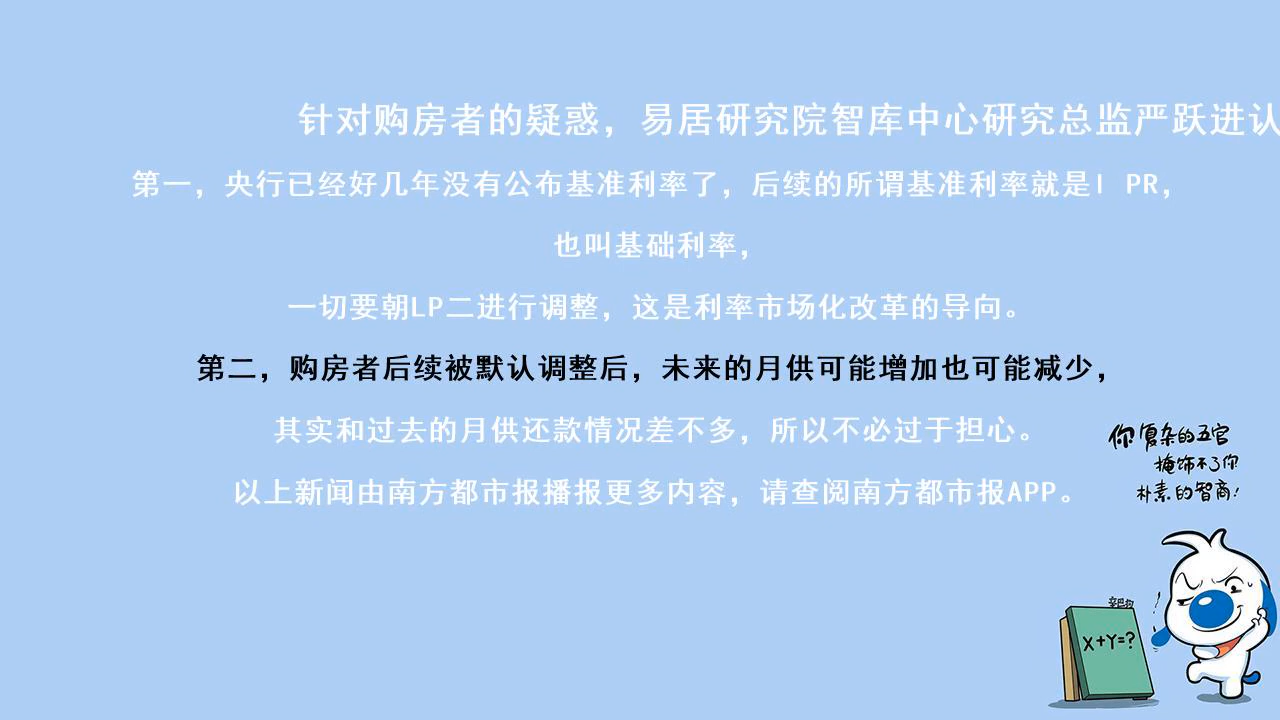 针对购房者的疑惑，易居研究院智库中心研究总监严跃进认
第一，央行已经好几年没有公布基准利率了，后续的所谓基准利率就是l PR，
也叫基础利率，
一切要朝LP二进行调整，这是利率市场化改革的导向。
第二，购房者后续被默认调整后，未来的月供可能增加也可能减少，
其实和过去的月供还款情况差不多，所以不必过于担心。
以上新闻由南方都市报播报更多内容，请查阅南方都市报APP。
你复杂的五官
掩饰不了你
朴素的智商！
X+Y=?